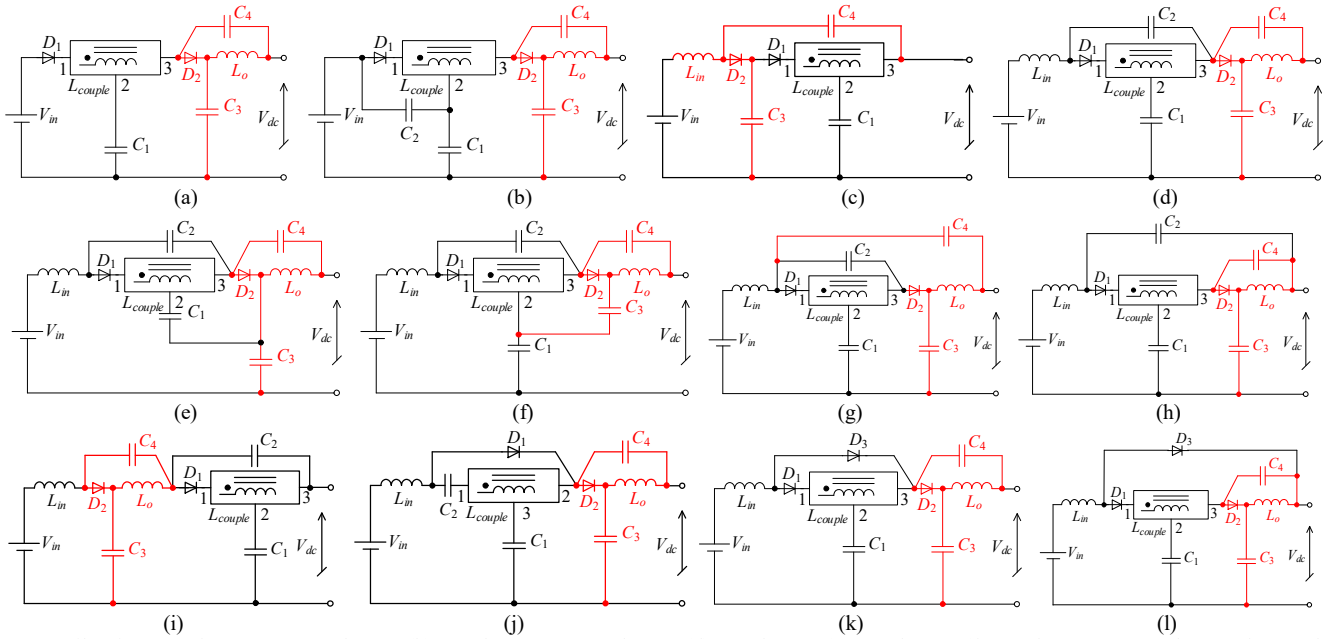 C4
D1
1
3
D2
Lo
Lcouple
2
C3
Vin
C1
Vdc
(a)
C4
D1
1
3
D2
Lo
Lcouple
2
C2
C3
Vin
C1
Vdc
(b)
C4
Lin
D2
D1
1
3
Lcouple
2
C3
Vin
C1
Vdc
(c)
C2
C4
Lin
D1
1
3
D2
Lo
Lcouple
2
C3
Vin
C1
Vdc
(d)
C2
C4
Lin
D1
1
3
D2
Lo
Lcouple
2
C1
Vin
C3
Vdc
(e)
C2
C4
Lin
D1
1
3
D2
Lo
Lcouple
2
C3
Vin
C1
Vdc
(f)
C4
C2
Lin
D1
1
3
D2
Lo
Lcouple
2
Vin
C1
C3
Vdc
(g)
C2
C4
Lin
D1
1
3
D2
Lo
Lcouple
2
Vin
C1
C3
Vdc
(h)
C4
C2
Lin
D2
Lo
D1
1
3
Lcouple
2
Vin
C3
C1
Vdc
(i)
D1
C4
Lin
C2
1
2
D2
Lo
Lcouple
3
Vin
C1
C3
Vdc
(j)
D3
C4
Lin
D1
1
3
D2
Lo
Lcouple
2
Vin
C1
C3
Vdc
(k)
D3
C4
Lin
D1
1
3
D2
Lo
Lcouple
2
Vin
C1
C3
Vdc
(l)